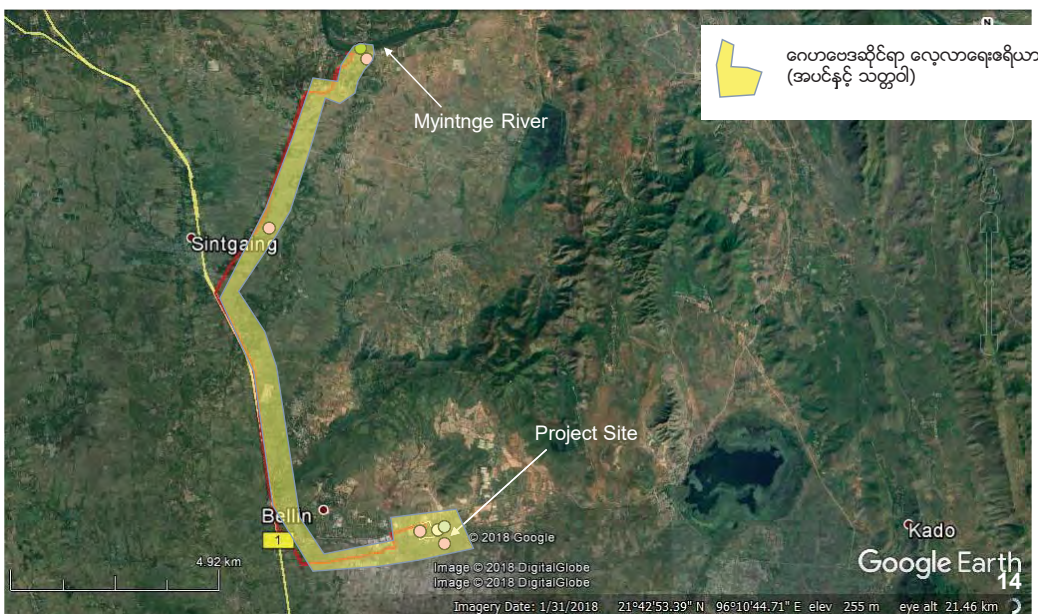 N
ဂေဟဗေဒဆိုင်ရာ လေ့လာရေးဧရိယာ
(အပင်နှင့် သတ္တဝါ)
Myintnge River
Sintgaing
Project Site
Bellin
1
© 2018 Google
Kado
4.92 km
Google Earth
Image © 2018 DigitalGlobe
Image © 2018 DigitalGlobe
14
Imagery Date: 1/31/2018 21°42'53.39" N 96°10'44.71" E elev 255 m eye alt 21.46 km